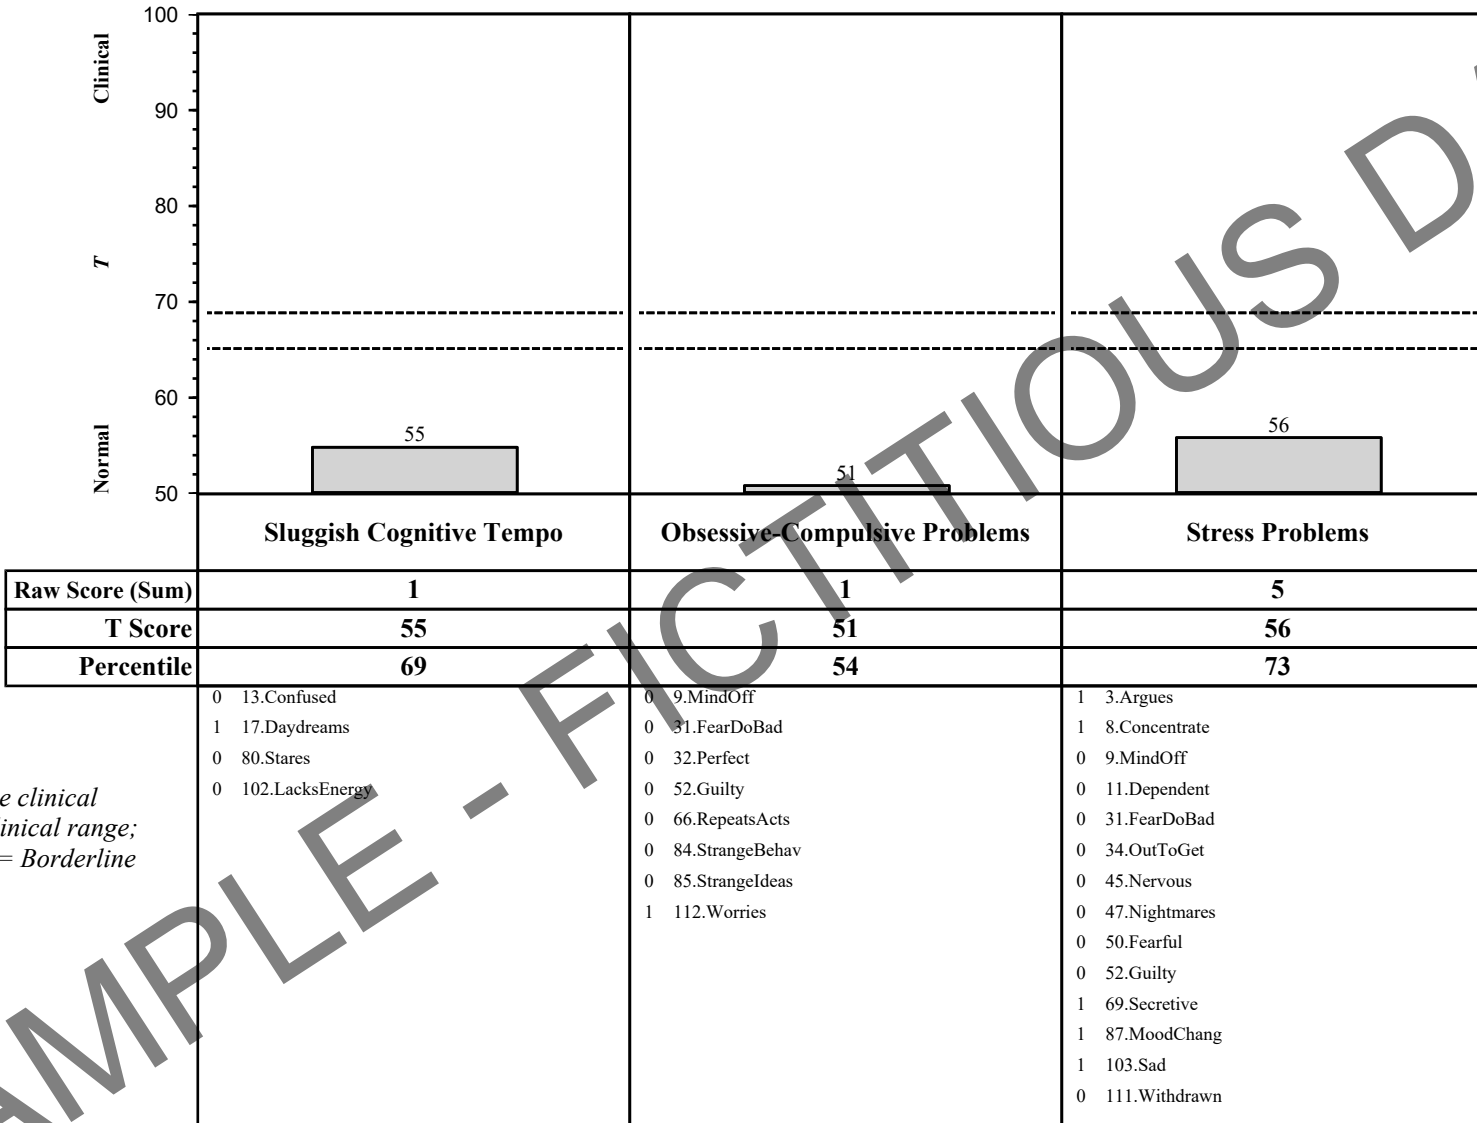 100
Clinical
90
80
T
70
60
Normal
50
55
51
56
Sluggish Cognitive Tempo
Obsessive-Compulsive Problems
Stress Problems
Raw Score (Sum) 1 1 5
T Score 55 51 56
Percentile 69 54 73
0 13.Confused
1 17.Daydreams
0 80.Stares
0 102.LacksEnergy
0 9.MindOff
0 31.FearDoBad
0 32.Perfect
0 52.Guilty
0 66.RepeatsActs
0 84.StrangeBehav
0 85.StrangeIdeas
1 112.Worries
1 3.Argues
1 8.Concentrate
0 9.MindOff
0 11.Dependent
0 31.FearDoBad
0 34.OutToGet
0 45.Nervous
0 47.Nightmares
0 50.Fearful
0 52.Guilty
1 69.Secretive
1 87.MoodChang
1 103.Sad
0 111.Withdrawn
e clinical
linical range;
= Borderline
AMPLE - FICTITIOUS D